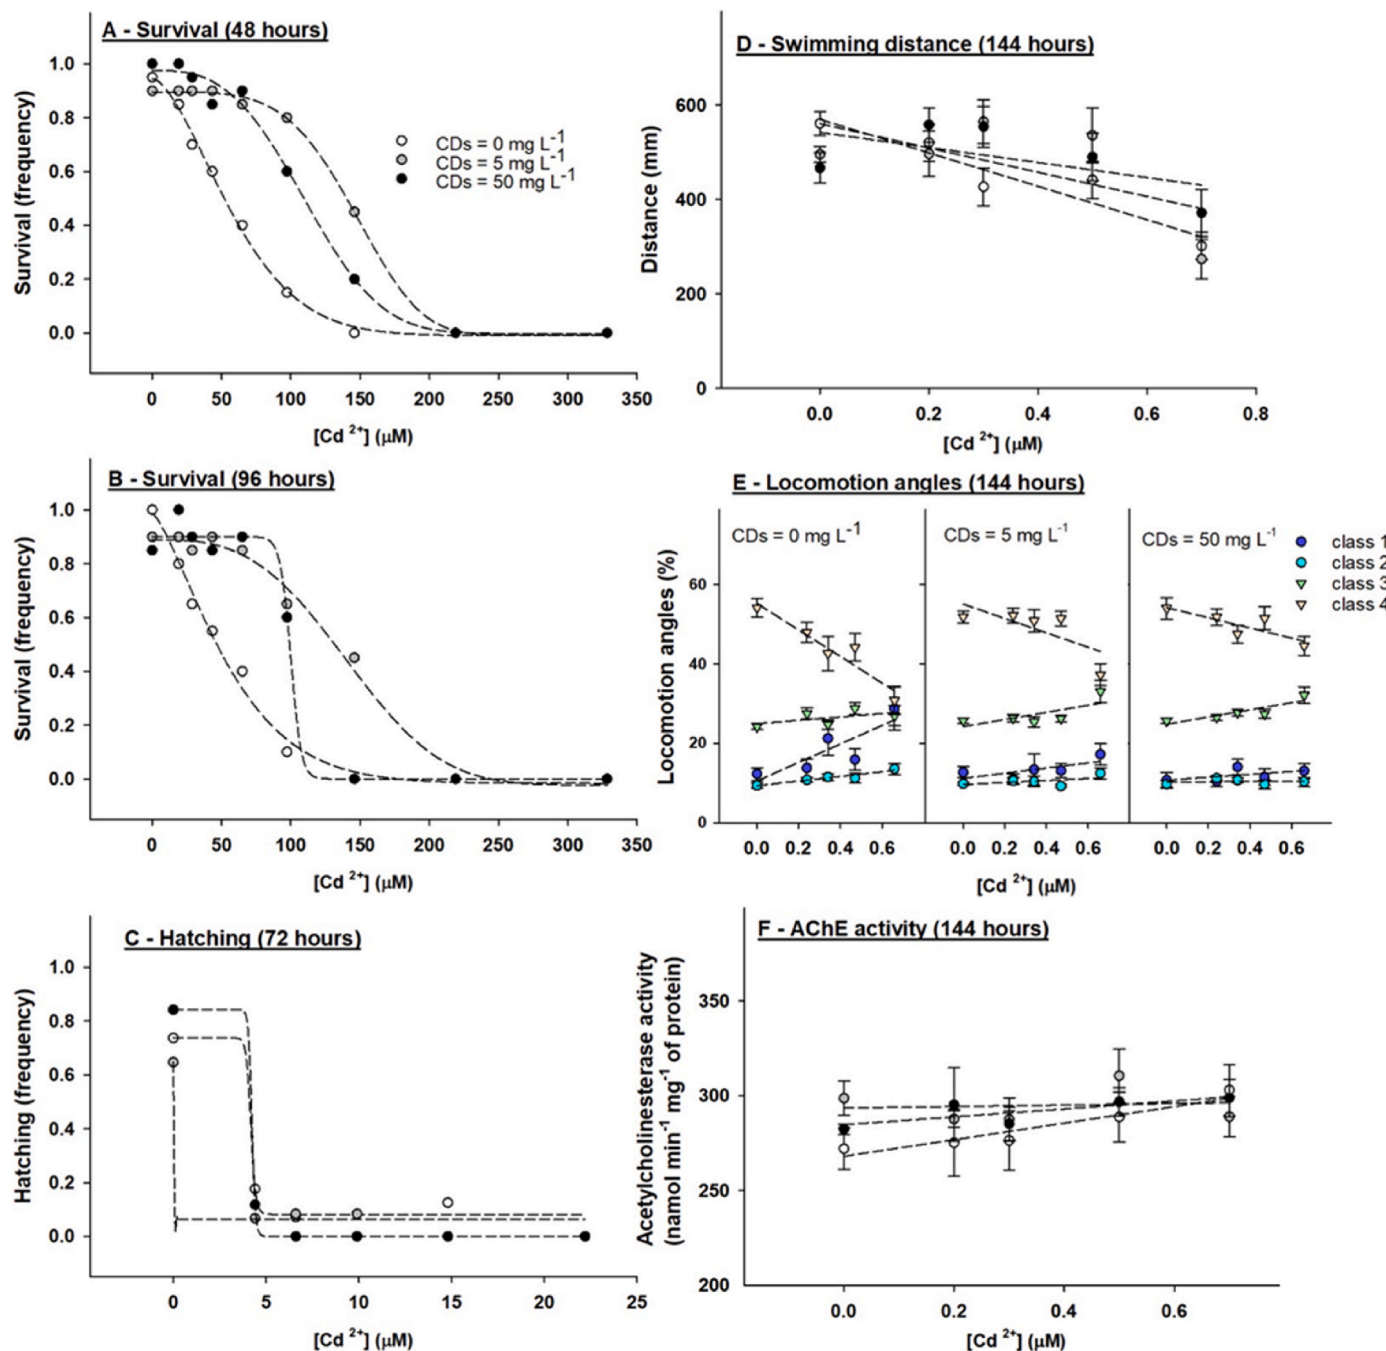 A - Survival (48 hours)
Survival (frequency)
1.0
0.8
0.6
0.4
0.2
0.0
CDs = 0 mg L-1
CDs = 5 mg L-1
CDs = 50 mg L-1
0 50 100 150 200 250 300 350
[Cd 2+] (µM)
D - Swimming distance (144 hours)
Distance (mm)
600
400
200
0
0.0 0.2 0.4 0.6 0.8
[Cd 2+] (µM)
B - Survival (96 hours)
Survival (frequency)
1.0
0.8
0.6
0.4
0.2
0.0
0 50 100 150 200 250 300 350
[Cd 2+] (µM)
E - Locomotion angles (144 hours)
Locomotion angles (%)
CDs = 0 mg L-1
CDs = 5 mg L-1
CDs = 50 mg L-1
class 1
class 2
class 3
class 4
60
40
20
0
0.0 0.2 0.4 0.6 0.0 0.2 0.4 0.6 0.0 0.2 0.4 0.6
[Cd 2+] (µM)
C - Hatching (72 hours)
Hatching (frequency)
1.0
0.8
0.6
0.4
0.2
0.0
0 5 10 15 20 25
[Cd 2+] (µM)
F - AChE activity (144 hours)
Acetylcholinesterase activity
(namol min-1 mg-1 of protein)
350
300
250
200
0.0 0.2 0.4 0.6
[Cd 2+] (µM)